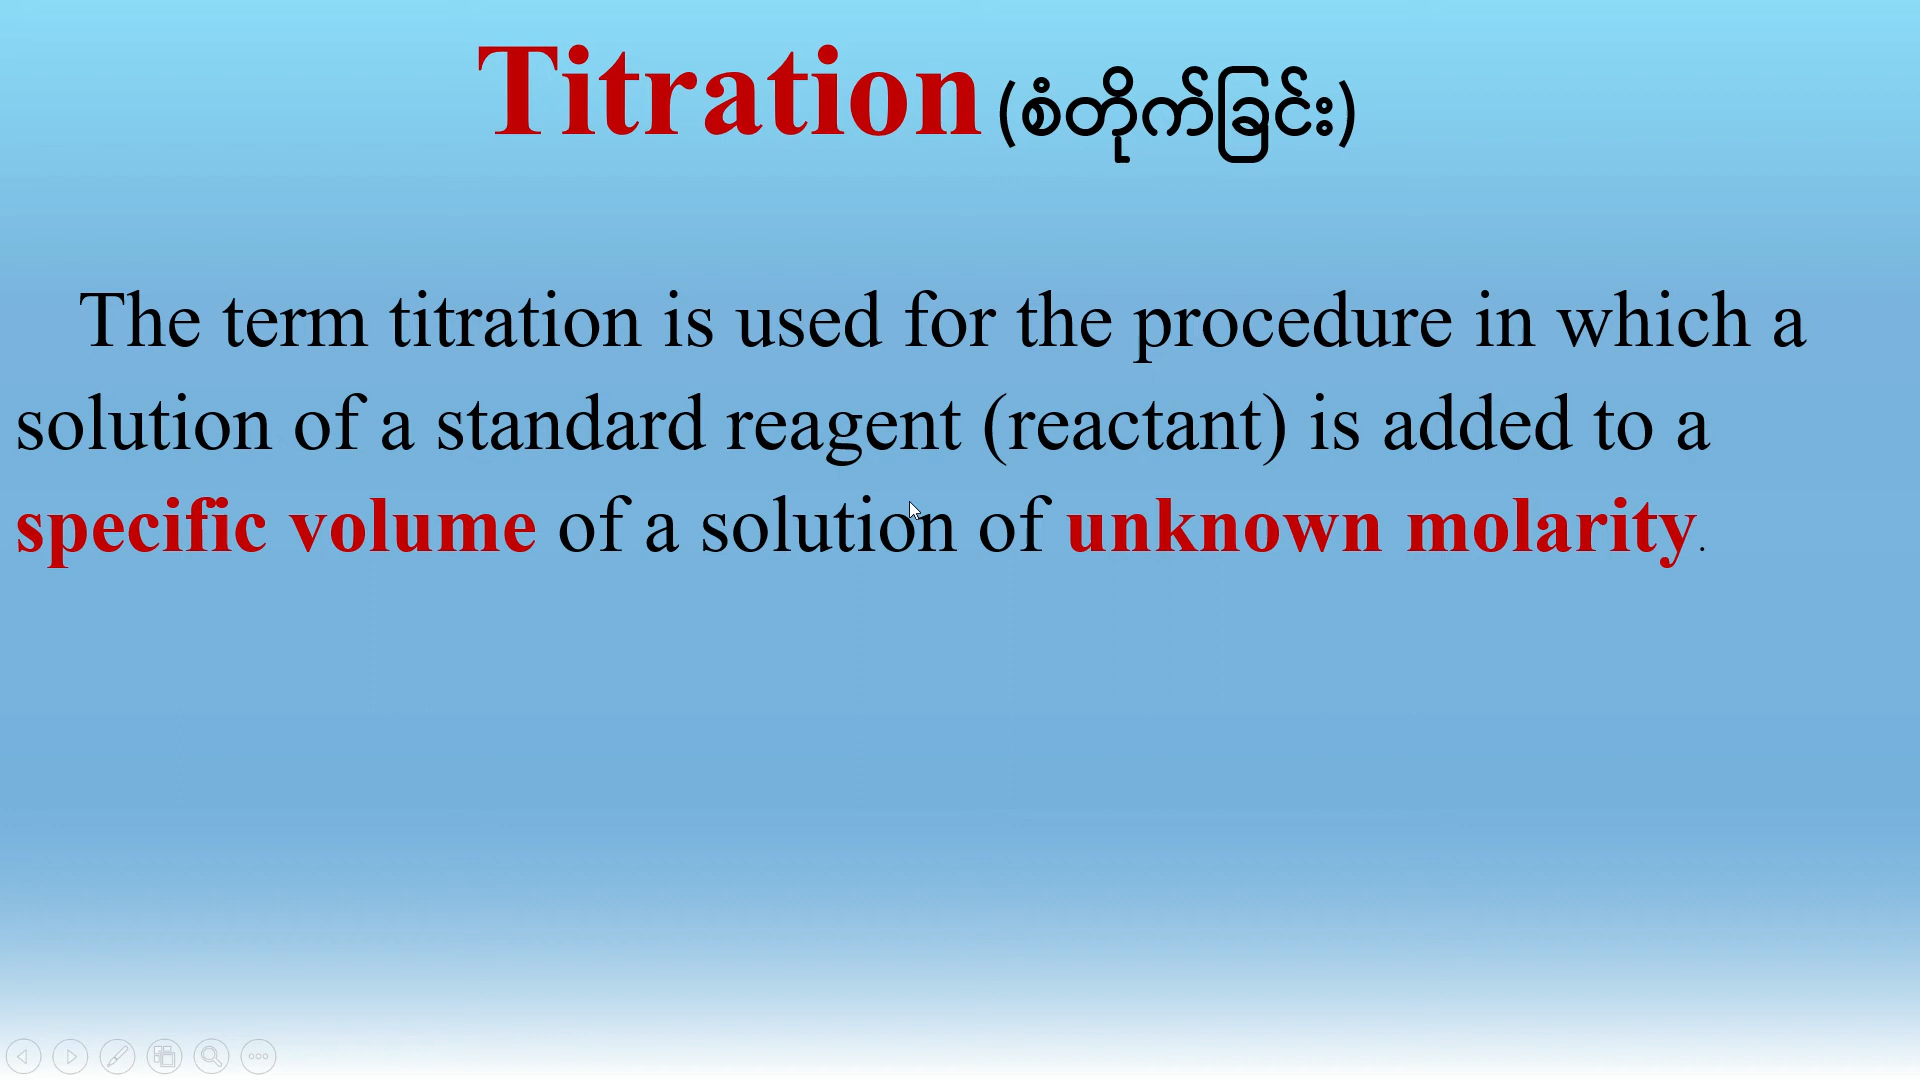 Titration (စံတိုက်ခြင်း)
The term titration is used for the procedure in which a
solution of a standard reagent (reactant) is added to a
specific volume of a solution of unknown molarity.